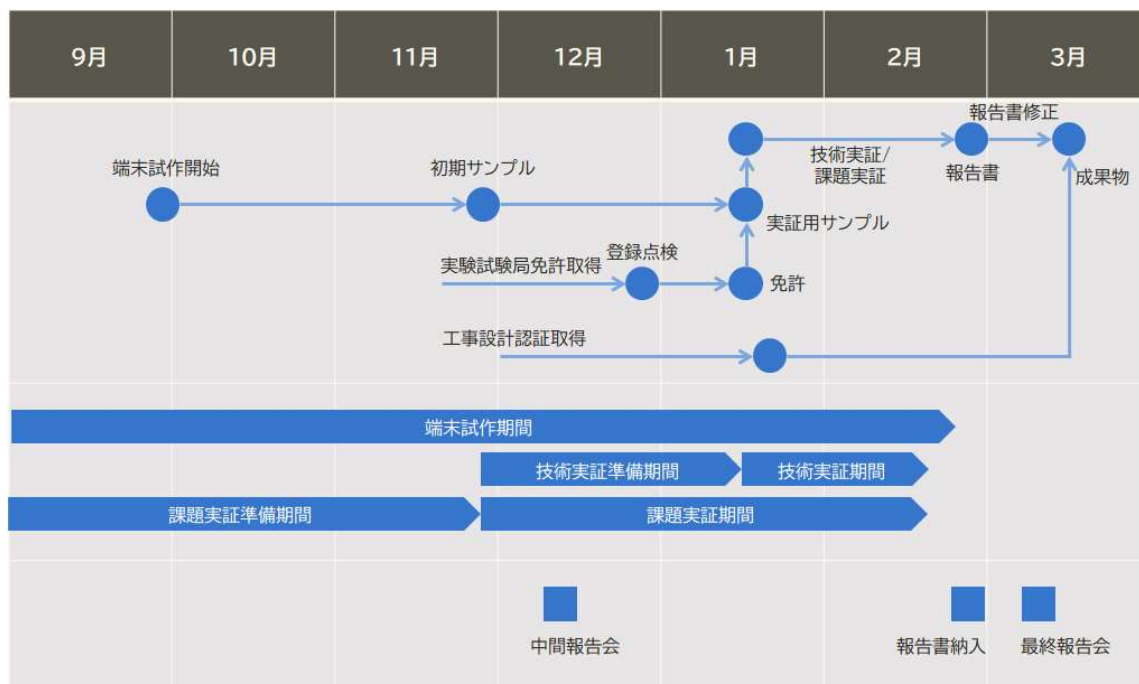 9月
10月
11月
12月
1月
2月
3月
報告書修正
端末試作開始
初期サンプル
技術実証/
課題実証
報告書
成果物
実証用サンプル
登録点検
実験試験局免許取得
免許
工事設計認証取得
端末試作期間
技術実証準備期間
技術実証期間
課題実証準備期間
課題実証期間
中間報告会
報告書納入
最終報告会